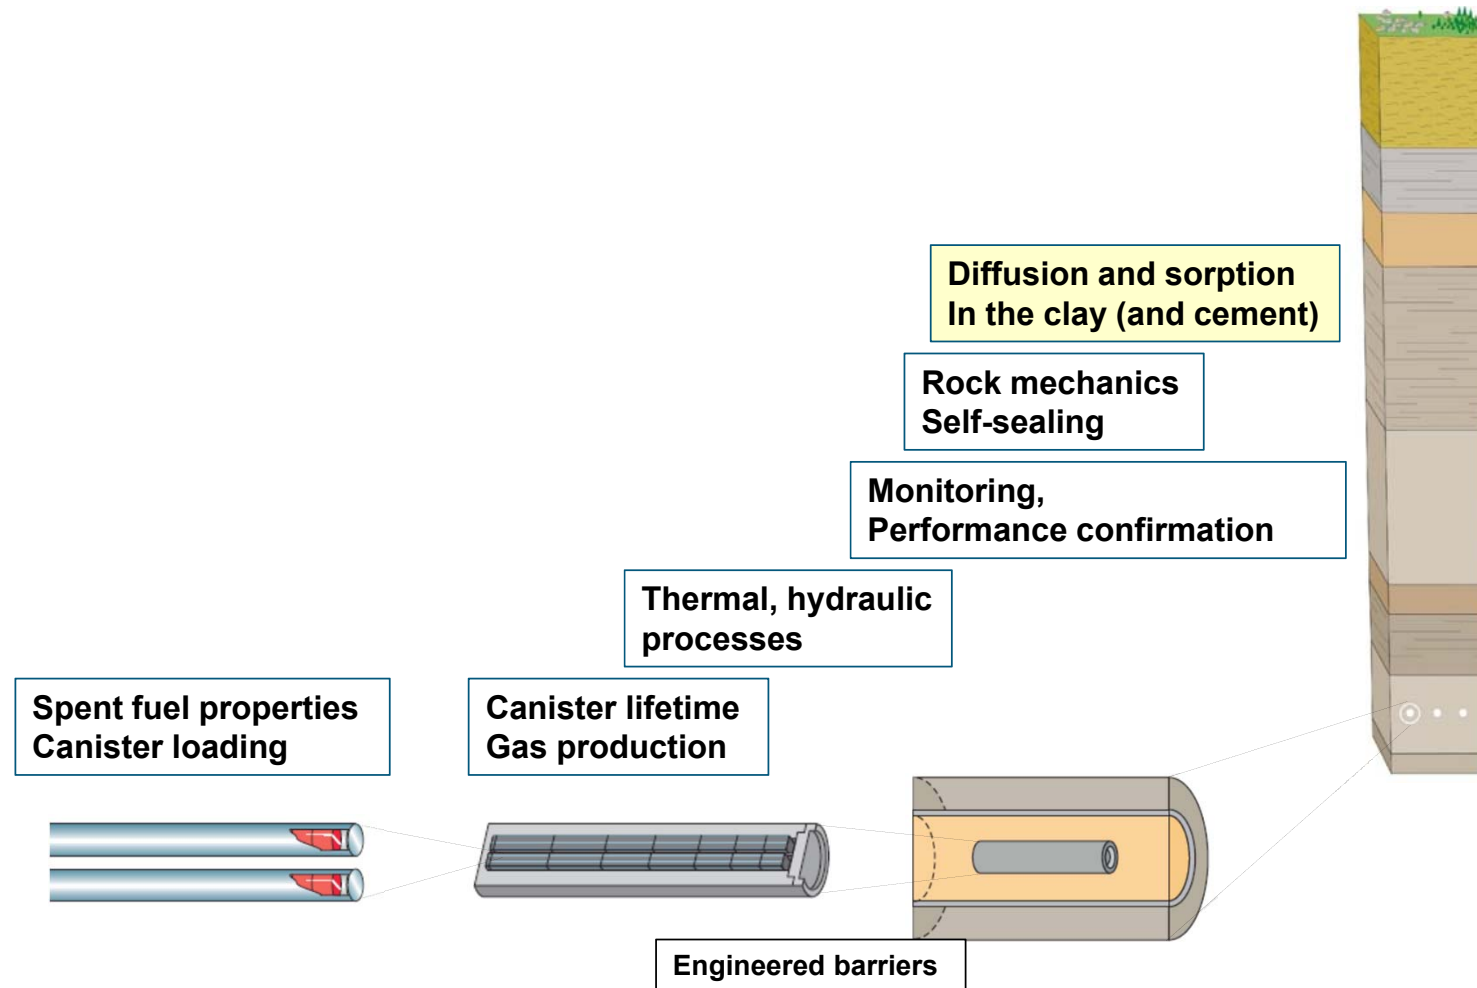 Diffusion and sorption
In the clay (and cement)
Rock mechanics
Self-sealing
Monitoring,
Performance confirmation
Thermal, hydraulic
processes
Spent fuel properties
Canister loading
Canister lifetime
Gas production
Engineered barriers